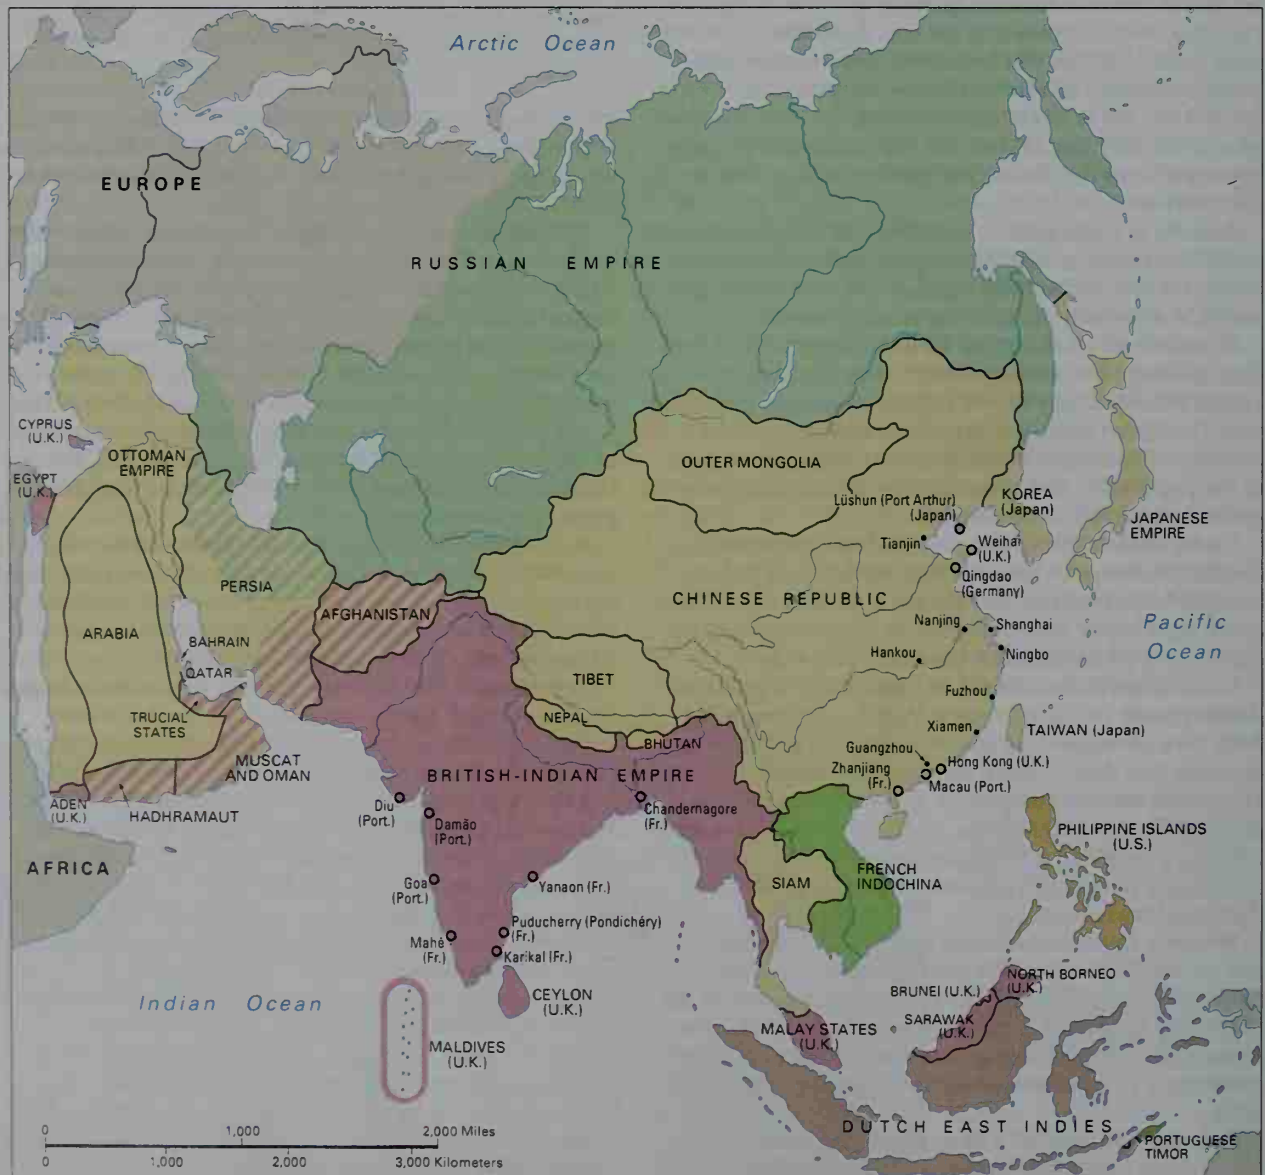 Arctic Ocean
EUROPE
RUSSIAN EMPIRE
CYPRUS
(U.K.)
OTTOMAN
EMPIRE
EGYPT
(U.K.)
OUTER MONGOLIA
Lüshun (Port Arthur)
(Japan)
KOREA
(Japan)
JAPANESE
EMPIRE
Tianjin
Weihai
(U.K.)
Qingdao
(Germany)
PERSIA
AFGHANISTAN
CHINESE REPUBLIC
ARABIA
BAHRAIN
QATAR
Nanjing
Shanghai
Hankou
Ningbo
Pacific
Ocean
TIBET
NEPAL
BHUTAN
Fuzhou
Xiamen
TAIWAN (Japan)
TRUCIAL
STATES
MUSCAT
AND OMAN
BRITISH-INDIAN EMPIRE
Guangzhou
Hong Kong (U.K.)
Zhanjiang
(Fr.)
Macau (Port.)
ADEN
(U.K.)
HADHRAMAUT
Diu
(Port.)
Damão
(Port.)
Chandernagore
(Fr.)
PHILIPPINE ISLANDS
(U.S.)
AFRICA
Goa
(Port.)
Yanaon (Fr.)
SIAM
FRENCH
INDOCHINA
Mahé
(Fr.)
Puducherry (Pondichéry)
(Fr.)
Karikal (Fr.)
Indian Ocean
CEYLON
(U.K.)
MALDIVES
(U.K.)
MALAY STATES
(U.K.)
BRUNEI (U.K.)
NORTH BORNEO
(U.K.)
SARAWAK
(U.K.)
DUTCH EAST INDIES
PORTUGUESE
TIMOR
0 1,000 2,000 Miles
0 1,000 2,000 3,000 Kilometers